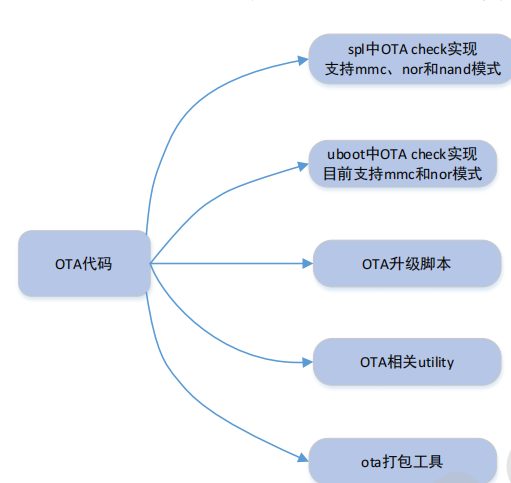 spl中OTA check实现
支持mmc、nor和nand模式
uboot中OTA check实现
目前支持mmc和nor模式
OTA代码
OTA升级脚本
OTA相关utility
ota打包工具